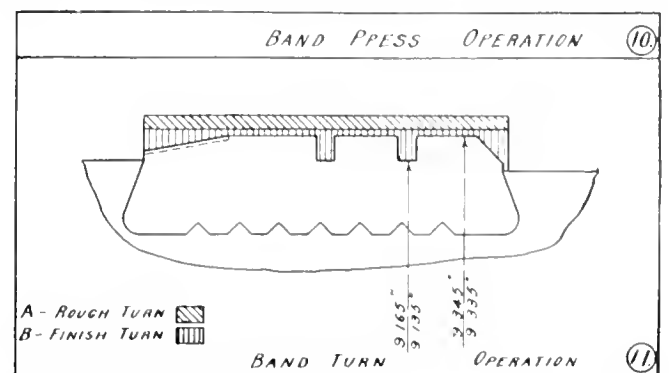 BAND PPESS OPERATION 10.
A - ROUGH TURN
B - FINISH TURN
9.165"
9.135"
9.345"
9.335"
BAND TURN OPERATION 11.